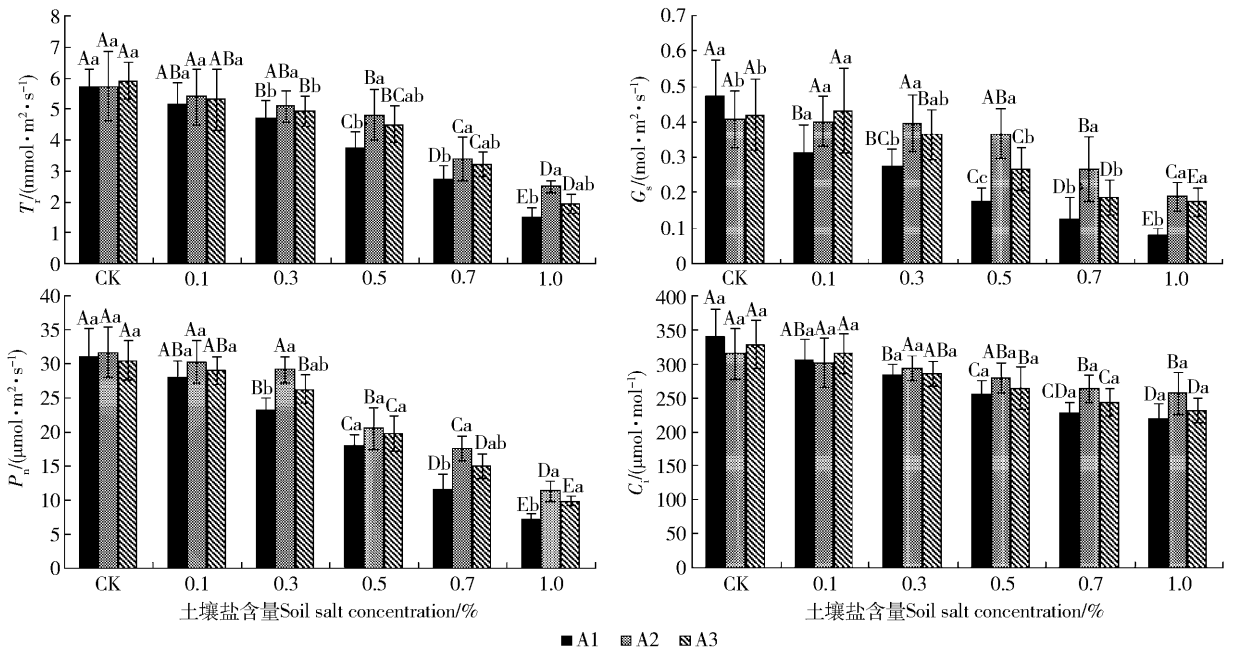 8
7
6
5
4
3
2
1
0
Tr/(mmol·m²·s⁻¹)
Aa Aa Aa
ABa Aa ABa
Bb ABa Bb
Cb Ba BCab
Db Ca Cab
Eb Da Dab
CK 0.1 0.3 0.5 0.7 1.0
0.7
0.6
0.5
0.4
0.3
0.2
0.1
0
Gs/(mol·m²·s⁻¹)
Aa Ab Ab
Ba Aa Aa
BCb Aa Bab
Cc ABa Cb
Db Ba Db
Eb Ca Ea
CK 0.1 0.3 0.5 0.7 1.0
40
35
30
25
20
15
10
5
0
Pn/(μmol·m²·s⁻¹)
Aa Aa Aa
ABa Aa ABa
Bb Aa Bab
Ca Ba Ca
Db Ca Dab
Eb Da Ea
CK 0.1 0.3 0.5 0.7 1.0
土壤盐含量Soil salt concentration/%
400
350
300
250
200
150
100
50
0
Ci/(μmol·mol⁻¹)
Aa Aa Aa
ABa Aa Aa
Ba Aa ABa
Ca ABa Ba
CDa Ba Ca
Da Ba Da
CK 0.1 0.3 0.5 0.7 1.0
土壤盐含量Soil salt concentration/%
A1 A2 A3